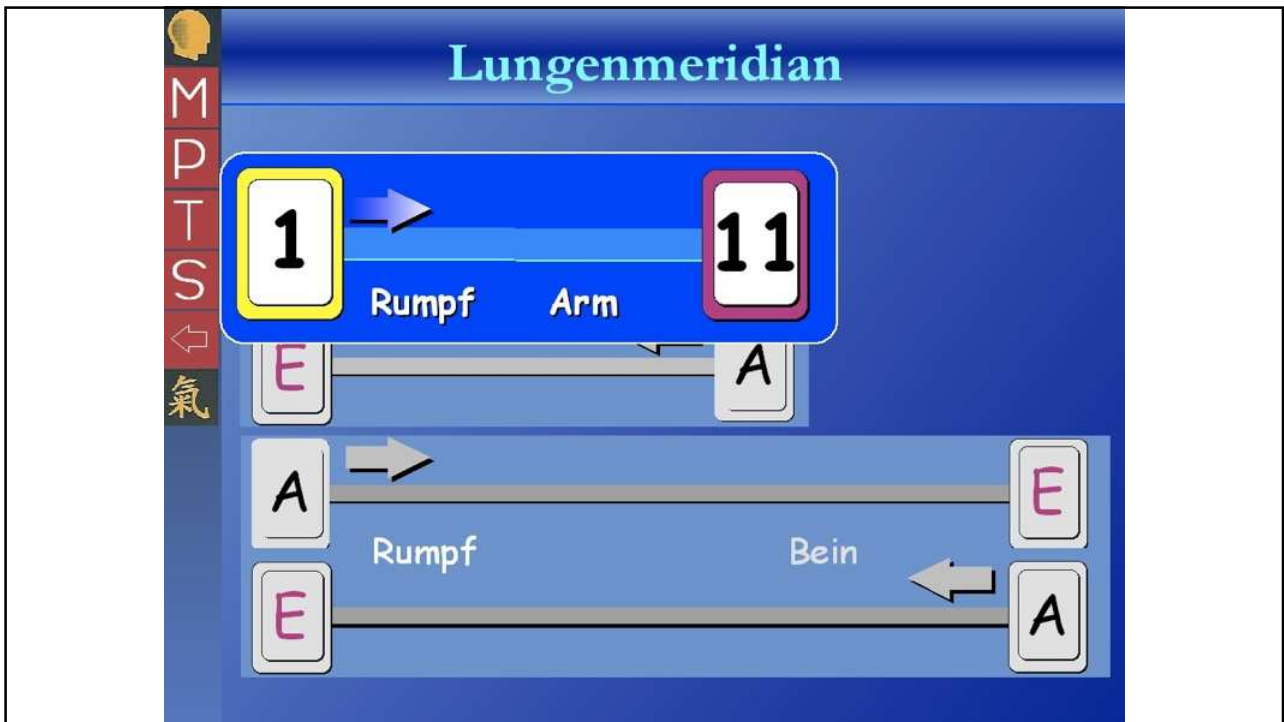 Lungenmeridian
M
P
T
S
氣
1 11
Rumpf Arm
E A
A E
Rumpf Bein
E A